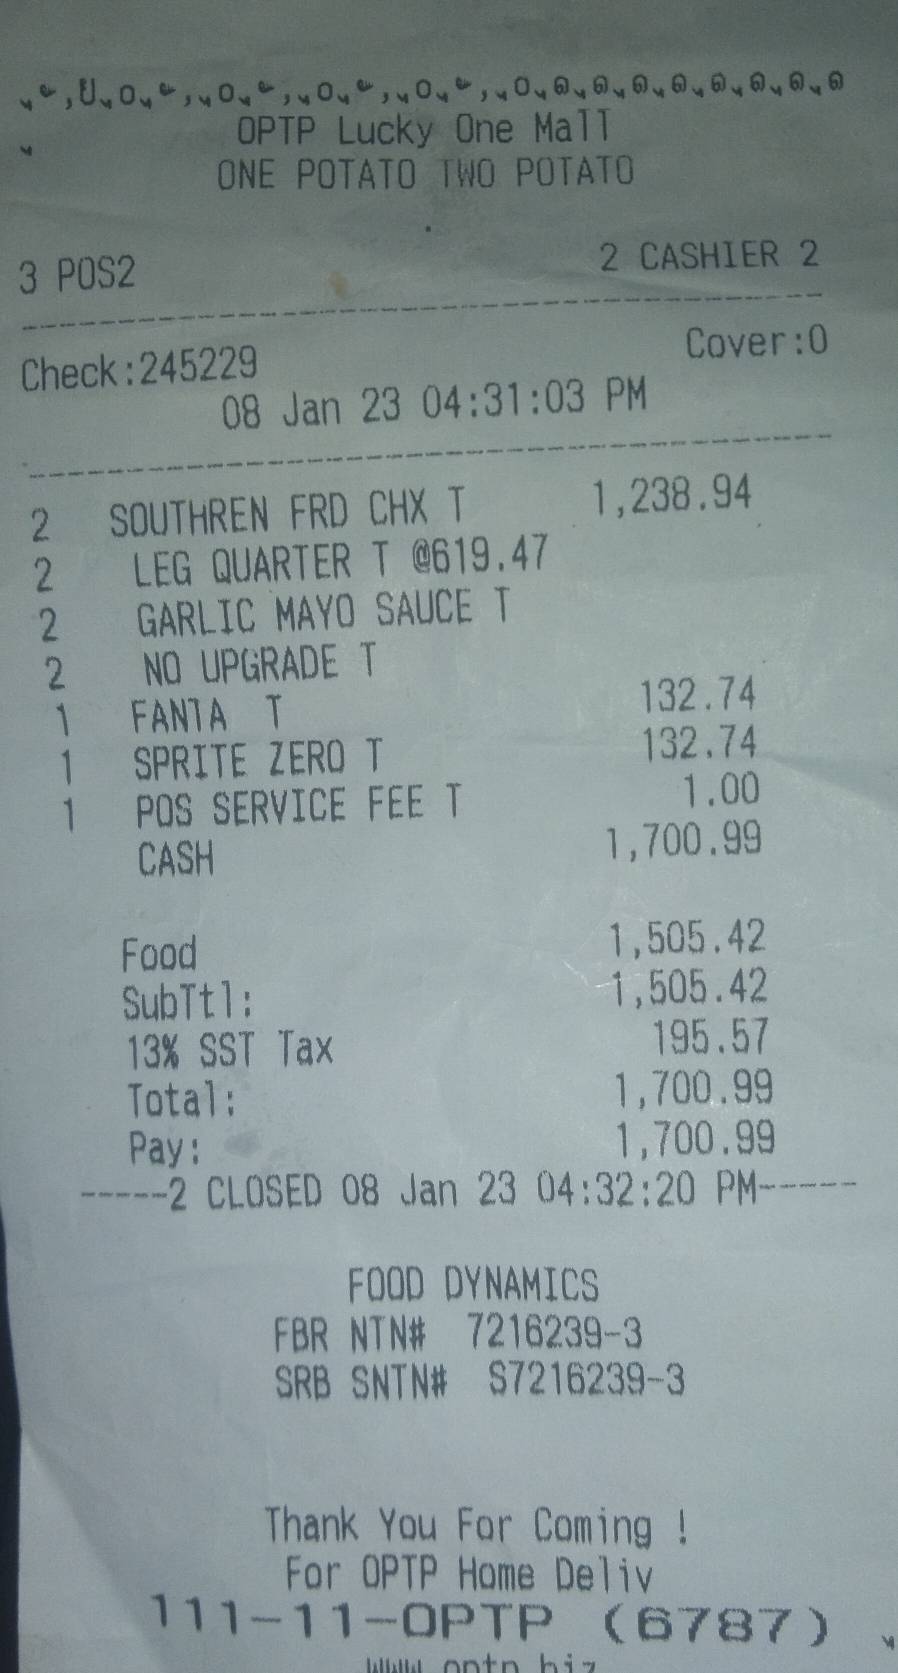 OPTP Lucky One Mall
ONE POTATO TWO POTATO
3 POS2 2 CASHIER 2
Check:245229 Cover:0
08 Jan 23 04:31:03 PM
2 SOUTHREN FRD CHX T 1,238.94
2 LEG QUARTER T @619.47
2 GARLIC MAYO SAUCE T
2 NO UPGRADE T
1 FANTA T 132.74
1 SPRITE ZERO T 132.74
1 POS SERVICE FEE T 1.00
CASH 1,700.99
Food 1,505.42
SubTtl: 1,505.42
13% SST Tax 195.57
Total: 1,700.99
Pay: 1,700.99
-----2 CLOSED 08 Jan 23 04:32:20 PM-----
FOOD DYNAMICS
FBR NTN# 7216239-3
SRB SNTN# S7216239-3
Thank You For Coming !
For OPTP Home Deliv
111-11-OPTP (6787)
www.optp.biz